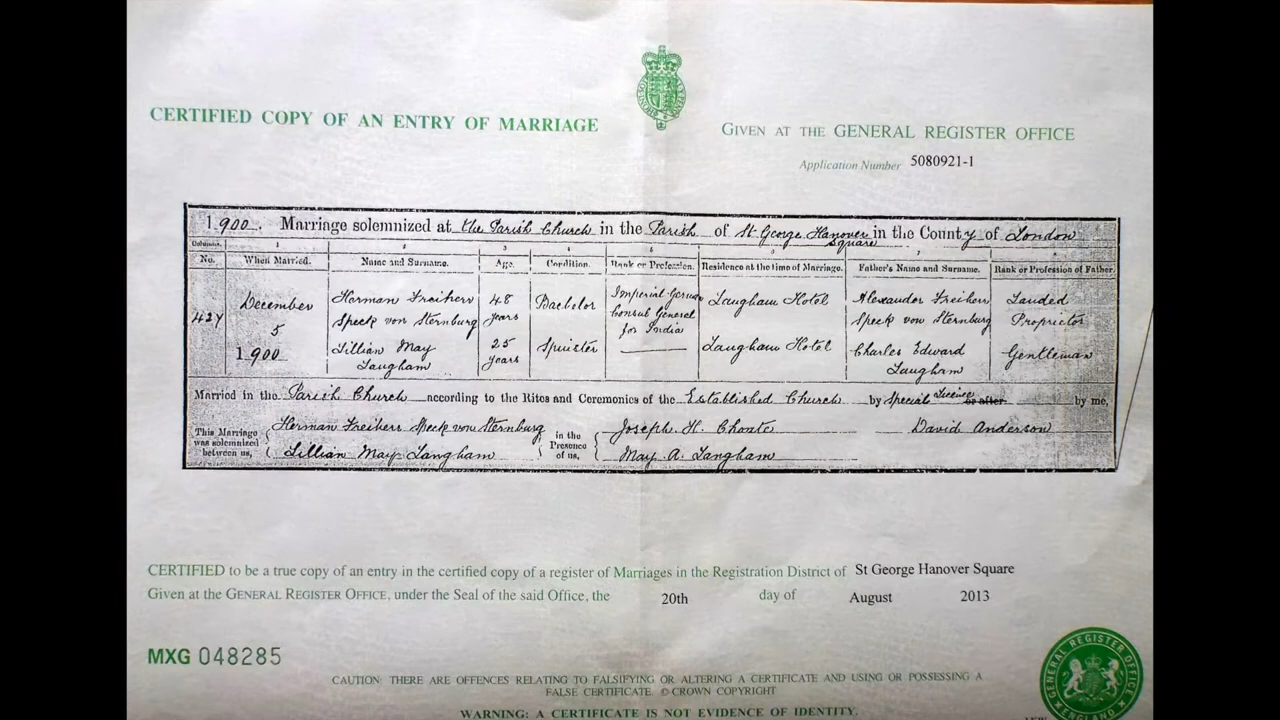 CERTIFIED COPY OF AN ENTRY OF MARRIAGE
GIVEN AT THE GENERAL REGISTER OFFICE
Application Number 5080921-1
1900. Marriage solemnized at the Parish Church in the Parish of St George Hanover Square in the County of London
Columns. 1 2 3 4 5 6 7 8
No. When Married. Name and Surname. Age. Condition. Rank or Profession. Residence at the time of Marriage. Father's Name and Surname. Rank or Profession of Father.
427
December 5 1900
Herman Freiherr Speck von Sternburg
48 years
Bachelor
Imperial German Consul General for India
Langham Hotel
Alexander Freiherr Speck von Sternburg
Landed Proprietor
Lillian May Langham
25 years
Spinster
Langham Hotel
Charles Edward Langham
Gentleman
Married in the Parish Church according to the Rites and Ceremonies of the Established Church by Special Licence or after by me,
This Marriage was solemnized between us,
Herman Freiherr Speck von Sternburg
Lillian May Langham
in the Presence of us,
Joseph H. Choate
May A. Langham
David Anderson
CERTIFIED to be a true copy of an entry in the certified copy of a register of Marriages in the Registration District of St George Hanover Square
Given at the GENERAL REGISTER OFFICE, under the Seal of the said Office, the 20th day of August 2013
MXG 048285
CAUTION: THERE ARE OFFENCES RELATING TO FALSIFYING OR ALTERING A CERTIFICATE AND USING OR POSSESSING A
FALSE CERTIFICATE. © CROWN COPYRIGHT
WARNING: A CERTIFICATE IS NOT EVIDENCE OF IDENTITY.
GENERAL REGISTER OFFICE
ENGLAND